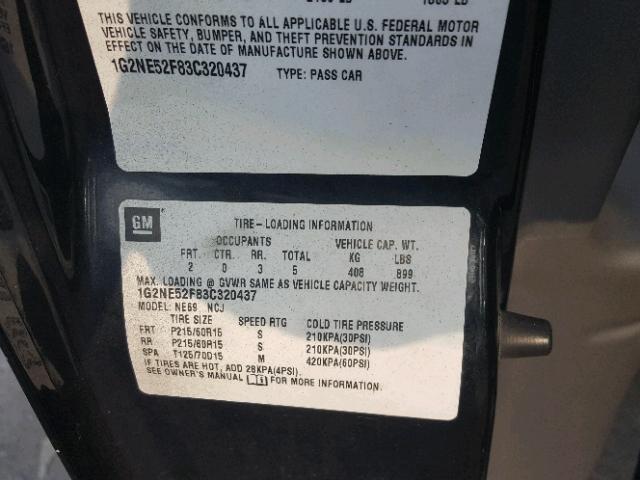 THIS VEHICLE CONFORMS TO ALL APPLICABLE U.S. FEDERAL MOTOR
VEHICLE SAFETY, BUMPER, AND THEFT PREVENTION STANDARDS IN
EFFECT ON THE DATE OF MANUFACTURE SHOWN ABOVE.
1G2NE52F83C320437 TYPE: PASS CAR
GM
TIRE-LOADING INFORMATION
OCCUPANTS VEHICLE CAP. WT.
FRT. CTR. RR. TOTAL KG LBS
2 0 3 5 408 899
MAX. LOADING @ GVWR SAME AS VEHICLE CAPACITY WEIGHT.
1G2NE52F83C320437
MODEL: NE69 NCJ
TIRE SIZE SPEED RTG COLD TIRE PRESSURE
FRT P215/60R15 S 210KPA(30PSI)
RR P215/60R15 S 210KPA(30PSI)
SPA T125/70D15 M 420KPA(60PSI)
IF TIRES ARE HOT, ADD 28KPA(4PSI).
SEE OWNER'S MANUAL FOR MORE INFORMATION.